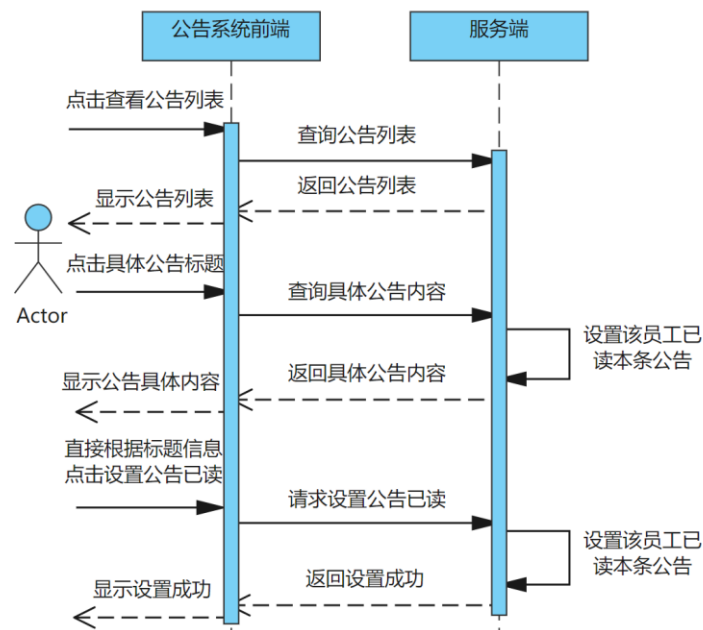 公告系统前端
服务端
点击查看公告列表
查询公告列表
返回公告列表
显示公告列表
点击具体公告标题
Actor
查询具体公告内容
设置该员工已
读本条公告
返回具体公告内容
显示公告具体内容
直接根据标题信息
点击设置公告已读
请求设置公告已读
设置该员工已
读本条公告
返回设置成功
显示设置成功